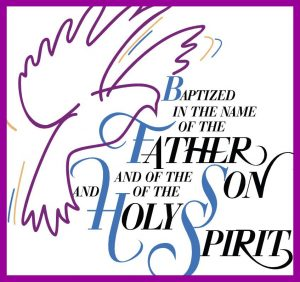 BAPTIZED
IN THE NAME
OF THE
FATHER
AND OF THE SON
AND OF THE
HOLY SPIRIT